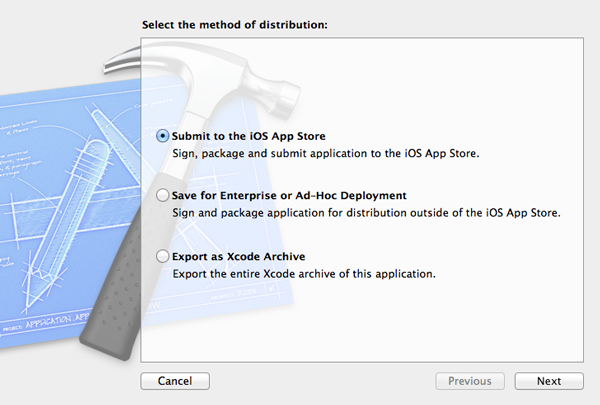 Select the method of distribution:
Submit to the iOS App Store
Sign, package and submit application to the iOS App Store.
Save for Enterprise or Ad-Hoc Deployment
Sign and package application for distribution outside of the iOS App Store.
Export as Xcode Archive
Export the entire Xcode archive of this application.
PROJECT: APPLICATION.APP
Cancel
Previous
Next